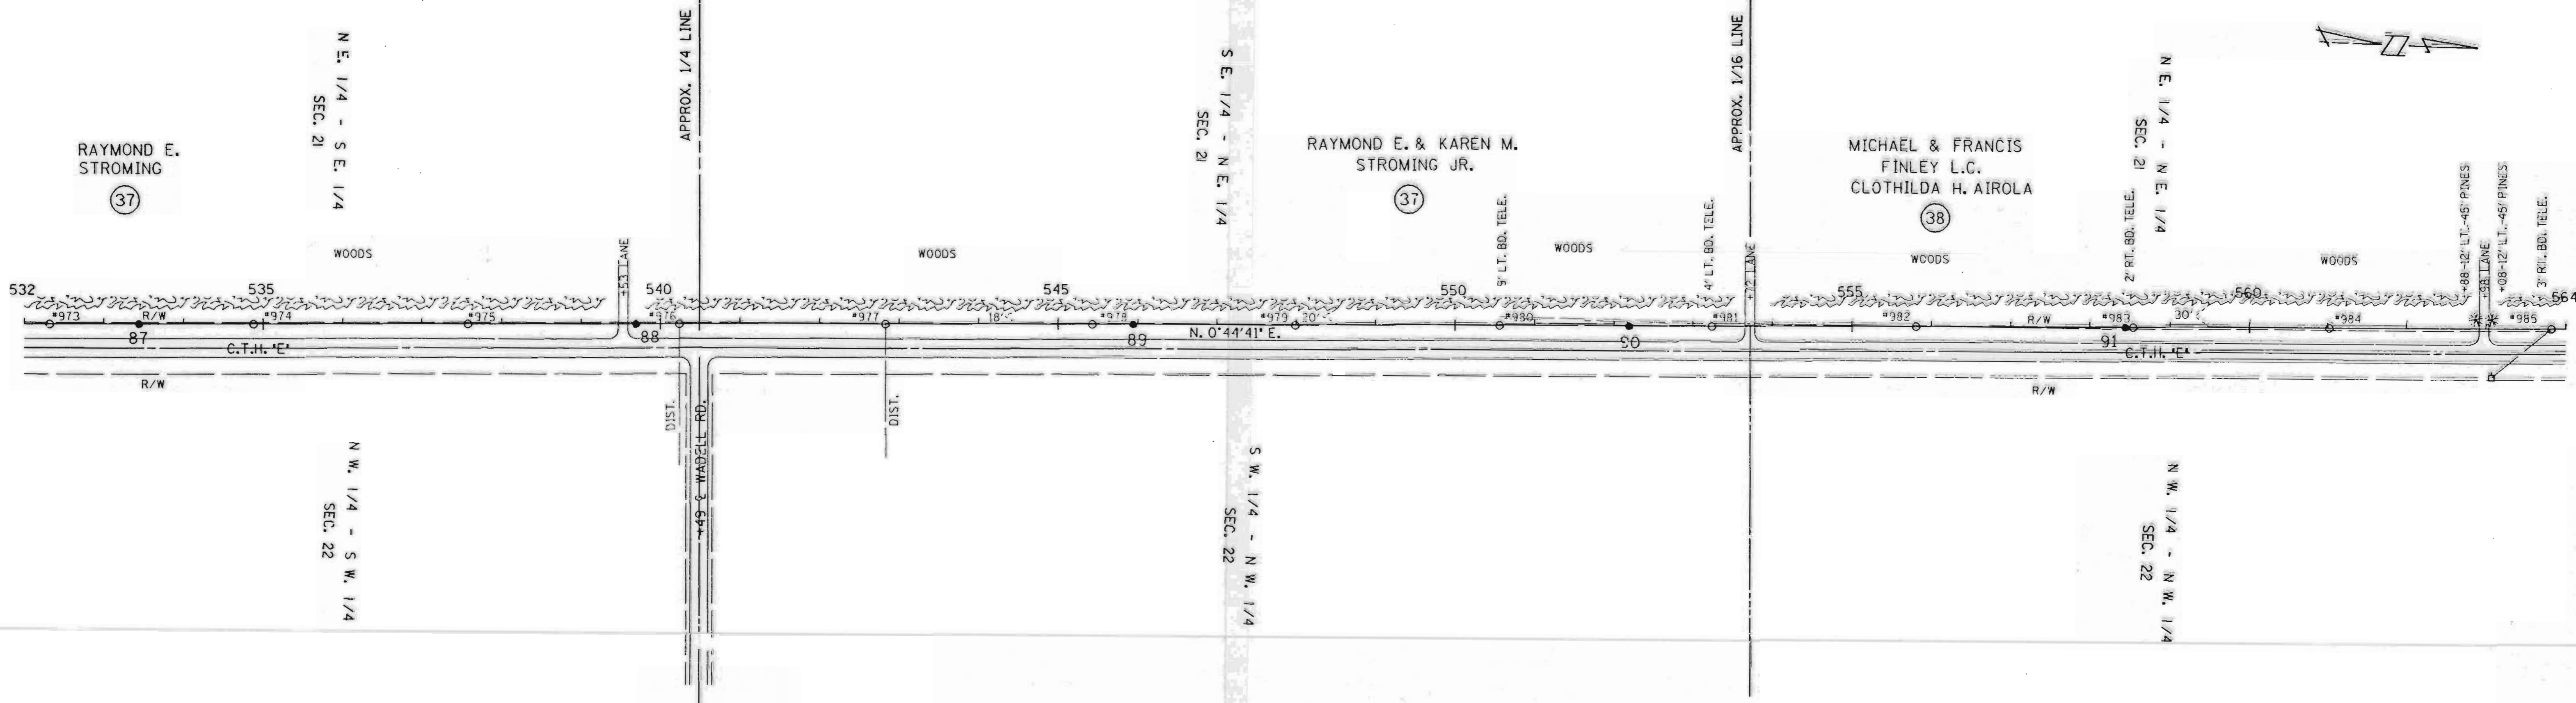 N E. 1/4 - S E. 1/4
SEC. 21
RAYMOND E.
STROMING
37
WOODS
APPROX. 1/4 LINE
+53 LANE
WOODS
S E. 1/4 - N E. 1/4
SEC. 21
RAYMOND E. & KAREN M.
STROMING JR.
37
5' LT. BD. TELE.
WOODS
4' LT. BD. TELE.
APPROX. 1/16 LINE
LANE
MICHAEL & FRANCIS
FINLEY L.C.
CLOTHILDA H. AIROLA
38
WOODS
2' RT. BD. TELE.
N E. 1/4 - N E. 1/4
SEC. 21
WOODS
+88-12' LT.-45' PINES
LANE
+08-12' LT.-45' PINES
3' RT. BD. TELE.
532
535
540
545
550
555
560
564
#973
R/W
#974
#975
#976
#977
18'
#978
#979
20'
#980
#981
#982
R/W
#983
30'
#984
#985
87
88
89
90
91
C.T.H. 'E'
N. 0°44'41" E.
C.T.H. 'E'
R/W
R/W
DIST.
+49 ℄ WADELL RD.
DIST.
N W. 1/4 - S W. 1/4
SEC. 22
S W. 1/4 - N W. 1/4
SEC. 22
N W. 1/4 - N W. 1/4
SEC. 22